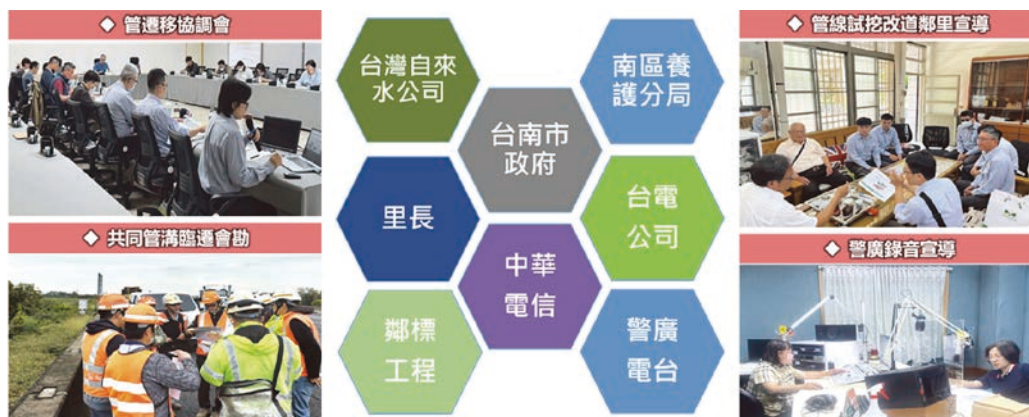 ◆ 管遷移協調會
◆ 共同管溝臨遷會勘
台灣自來
水公司
南區養
護分局
台南市
政府
里長
台電
公司
中華
電信
鄰標
工程
警廣
電台
◆ 管線試挖改道鄰里宣導
◆ 警廣錄音宣導